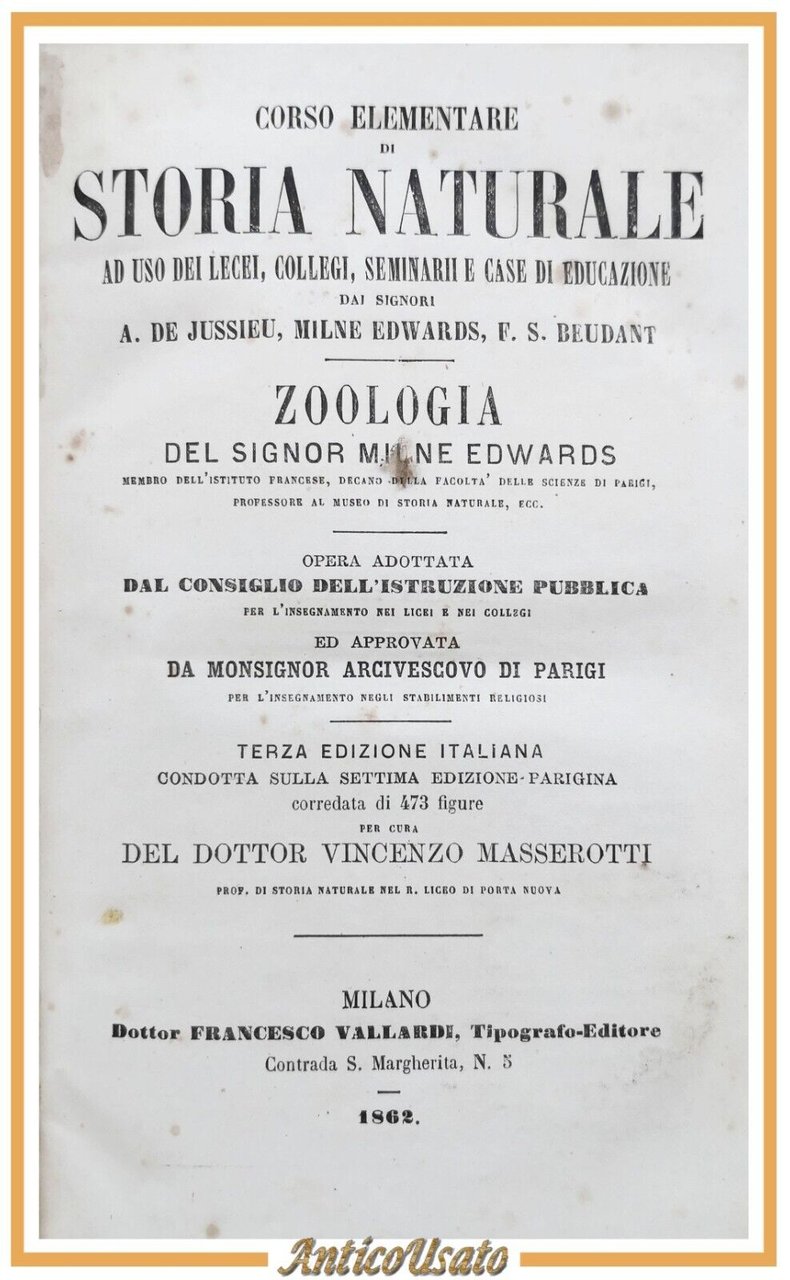 CORSO ELEMENTARE
DI
STORIA NATURALE
AD USO DEI LECEI, COLLEGI, SEMINARII E CASE DI EDUCAZIONE
DAI SIGNORI
A. DE JUSSIEU, MILNE EDWARDS, F. S. BEUDANT
ZOOLOGIA
DEL SIGNOR MILNE EDWARDS
MEMBRO DELL'ISTITUTO FRANCESE, DECANO DELLA FACOLTA' DELLE SCIENZE DI PARIGI,
PROFESSORE AL MUSEO DI STORIA NATURALE, ECC.
OPERA ADOTTATA
DAL CONSIGLIO DELL'ISTRUZIONE PUBBLICA
PER L'INSEGNAMENTO NEI LICEI E NEI COLLEGI
ED APPROVATA
DA MONSIGNOR ARCIVESCOVO DI PARIGI
PER L'INSEGNAMENTO NEGLI STABILIMENTI RELIGIOSI
TERZA EDIZIONE ITALIANA
CONDOTTA SULLA SETTIMA EDIZIONE-PARIGINA
corredata di 473 figure
PER CURA
DEL DOTTOR VINCENZO MASSEROTTI
PROF. DI STORIA NATURALE NEL R. LICEO DI PORTA NUOVA
MILANO
Dottor FRANCESCO VALLARDI, Tipografo-Editore
Contrada S. Margherita, N. 5
1862.
AnticoUsato